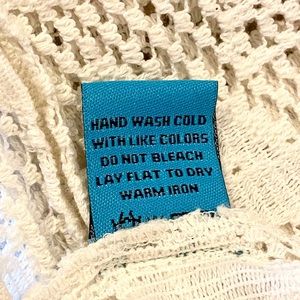 HAND WASH COLD
WITH LIKE COLORS
DO NOT BLEACH
LAY FLAT TO DRY
WARM IRON